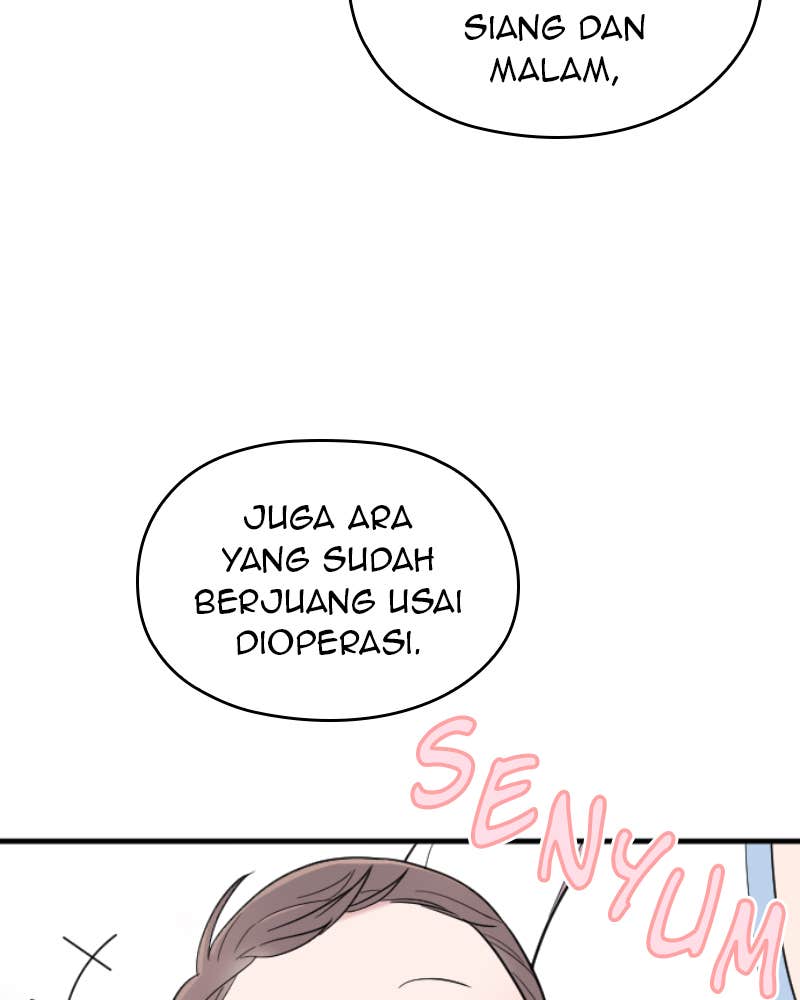 SIANG DAN
MALAM,
JUGA ARA
YANG SUDAH
BERJUANG USAI
DIOPERASI.
SENYUM